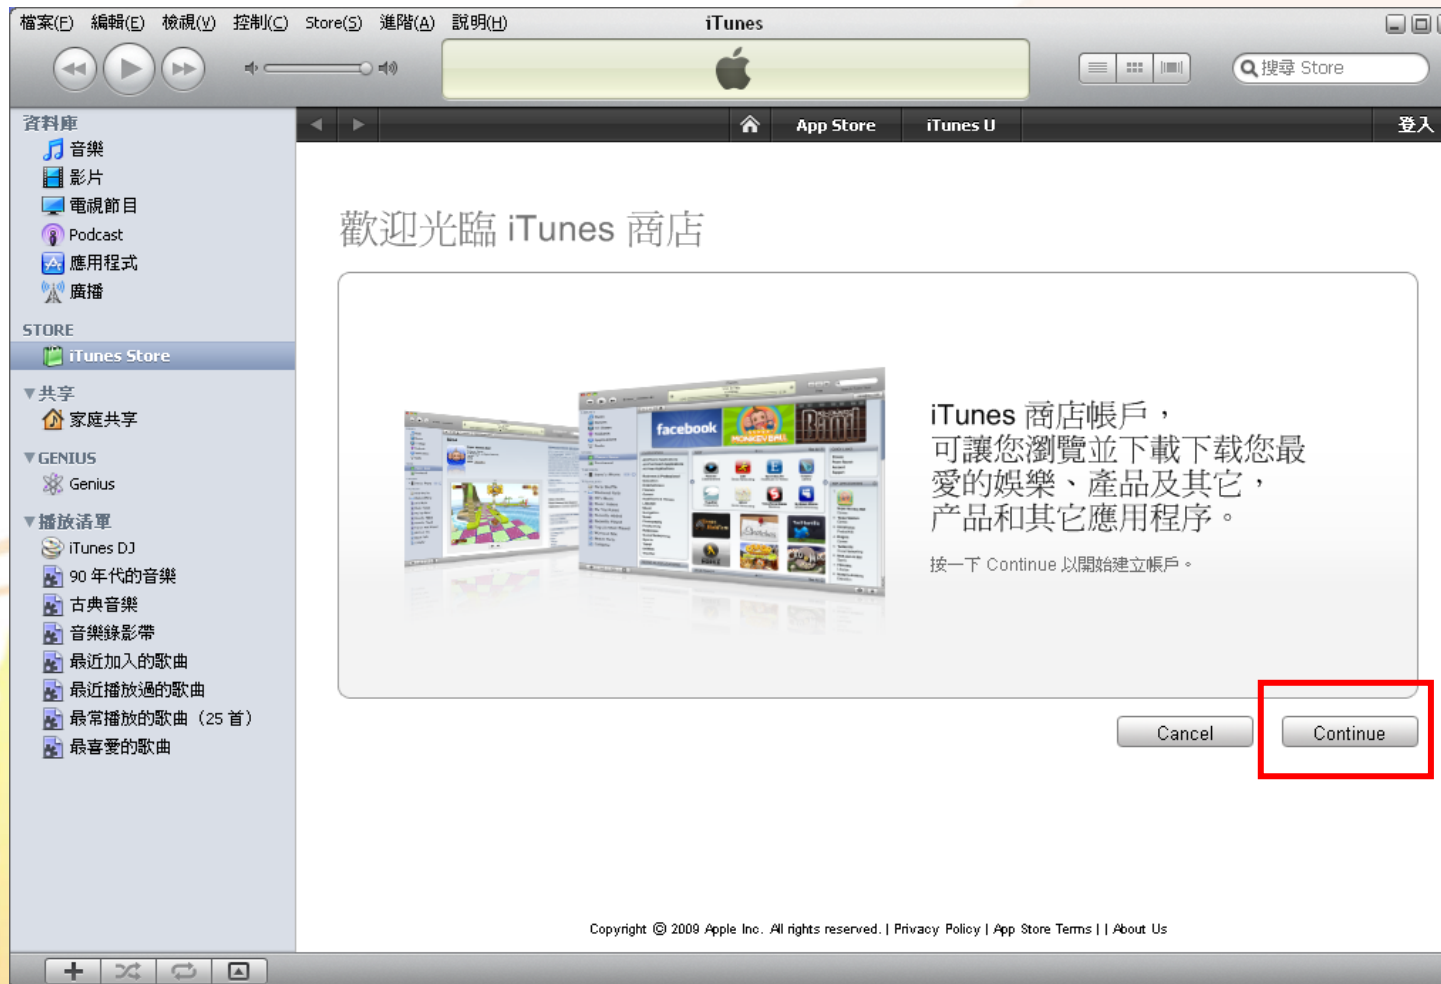 檔案(F) 編輯(E) 檢視(V) 控制(C) Store(S) 進階(A) 說明(H)
iTunes
搜尋 Store
App Store iTunes U 登入
資料庫
音樂
影片
電視節目
Podcast
應用程式
廣播
STORE
iTunes Store
共享
家庭共享
GENIUS
Genius
播放清單
iTunes DJ
90 年代的音樂
古典音樂
音樂錄影帶
最近加入的歌曲
最近播放過的歌曲
最常播放的歌曲（25 首）
最喜愛的歌曲
歡迎光臨 iTunes 商店
facebook
MONKEY BALL
iTunes 商店帳戶，
可讓您瀏覽並下載下载您最
愛的娛樂、產品及其它，
产品和其它應用程序。
按一下 Continue 以開始建立帳戶。
Cancel Continue
Copyright © 2009 Apple Inc. All rights reserved. | Privacy Policy | App Store Terms | | About Us